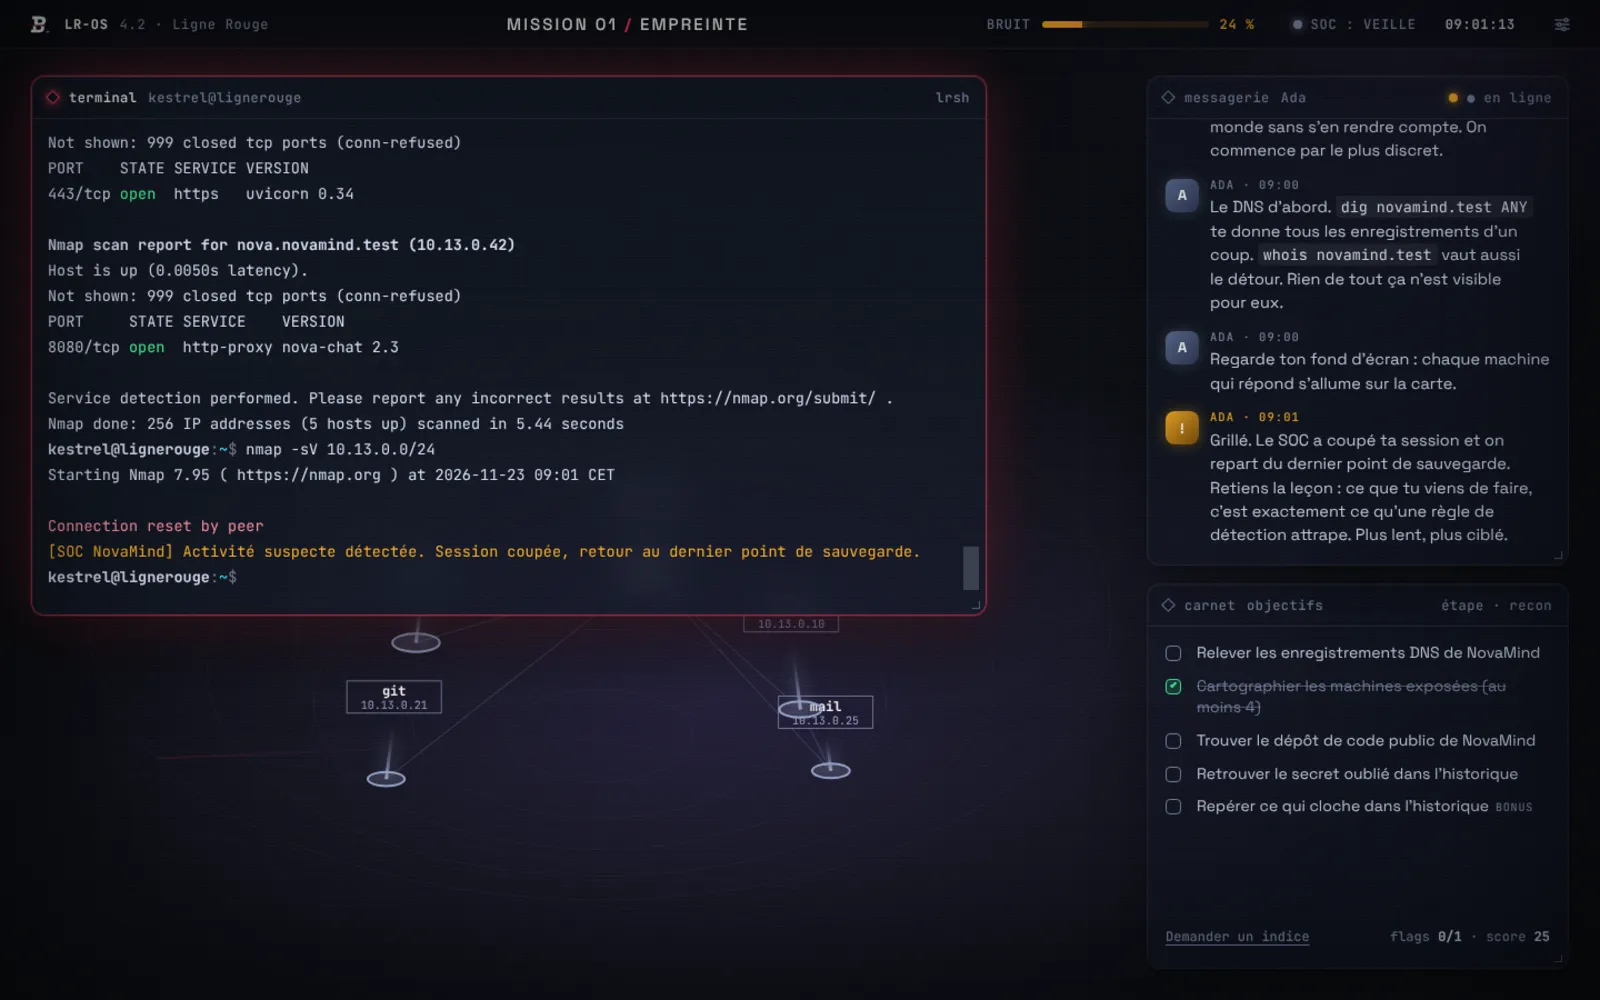 B. LR-OS 4.2 · Ligne Rouge
MISSION 01 / EMPREINTE
BRUIT 24 % SOC : VEILLE 09:01:13
terminal kestrel@lignerouge lrsh
Not shown: 999 closed tcp ports (conn-refused)
PORT STATE SERVICE VERSION
443/tcp open https uvicorn 0.34
Nmap scan report for nova.novamind.test (10.13.0.42)
Host is up (0.0050s latency).
Not shown: 999 closed tcp ports (conn-refused)
PORT STATE SERVICE VERSION
8080/tcp open http-proxy nova-chat 2.3
Service detection performed. Please report any incorrect results at https://nmap.org/submit/ .
Nmap done: 256 IP addresses (5 hosts up) scanned in 5.44 seconds
kestrel@lignerouge:~$ nmap -sV 10.13.0.0/24
Starting Nmap 7.95 ( https://nmap.org ) at 2026-11-23 09:01 CET
Connection reset by peer
[SOC NovaMind] Activité suspecte détectée. Session coupée, retour au dernier point de sauvegarde.
kestrel@lignerouge:~$
10.13.0.10
git
10.13.0.21
mail
10.13.0.25
messagerie Ada en ligne
monde sans s'en rendre compte. On
commence par le plus discret.
A
ADA · 09:00
Le DNS d'abord. dig novamind.test ANY
te donne tous les enregistrements d'un
coup. whois novamind.test vaut aussi
le détour. Rien de tout ça n'est visible
pour eux.
A
ADA · 09:00
Regarde ton fond d'écran : chaque machine
qui répond s'allume sur la carte.
!
ADA · 09:01
Grillé. Le SOC a coupé ta session et on
repart du dernier point de sauvegarde.
Retiens la leçon : ce que tu viens de faire,
c'est exactement ce qu'une règle de
détection attrape. Plus lent, plus ciblé.
carnet objectifs étape · recon
Relever les enregistrements DNS de NovaMind
Cartographier les machines exposées (au
moins 4)
Trouver le dépôt de code public de NovaMind
Retrouver le secret oublié dans l'historique
Repérer ce qui cloche dans l'historique BONUS
Demander un indice flags 0/1 · score 25